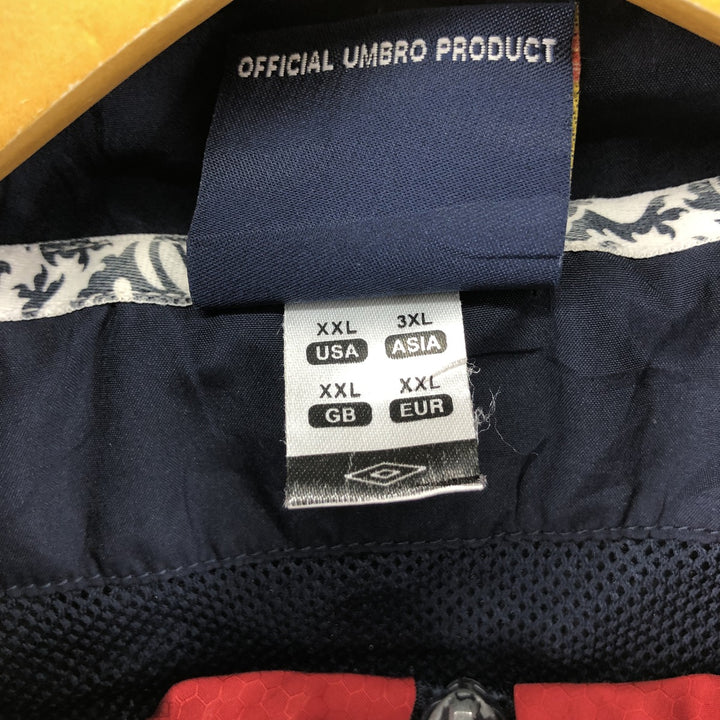 OFFICIAL UMBRO PRODUCT
XXL 3XL
USA ASIA
XXL XXL
GB EUR